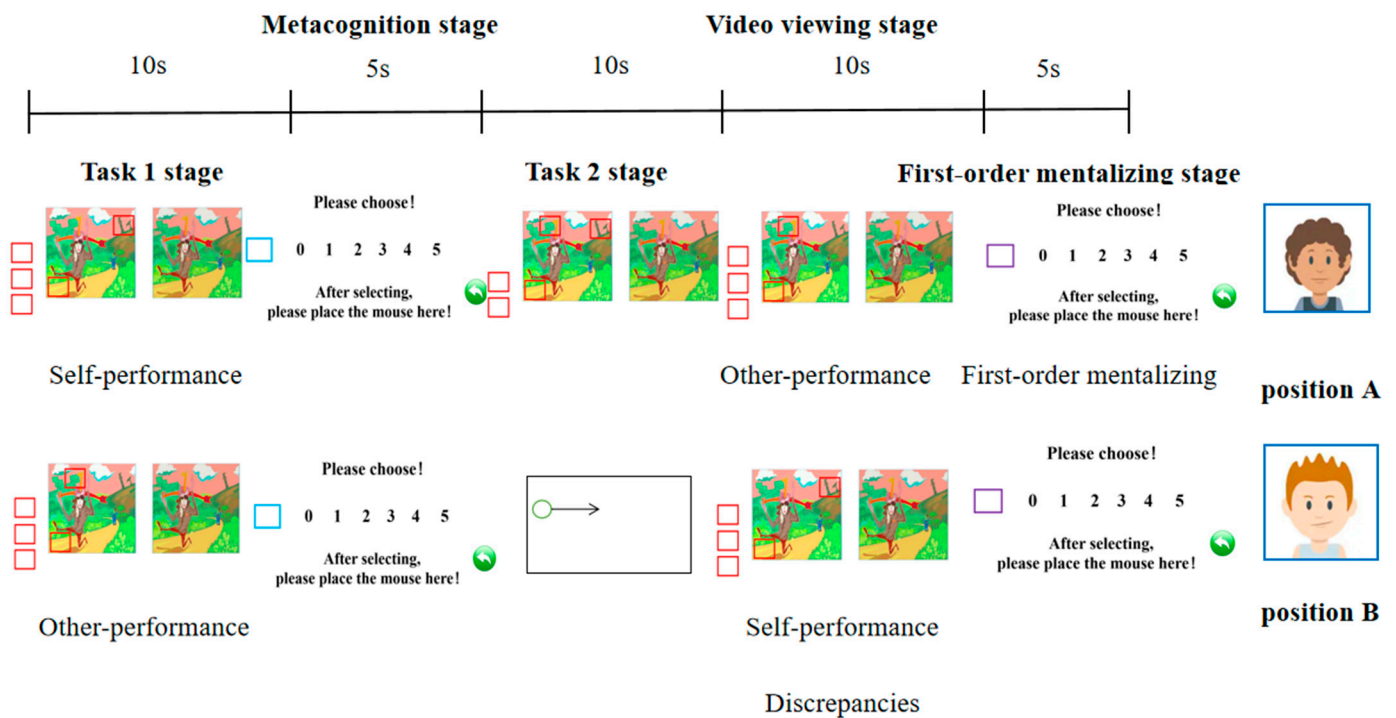 Metacognition stage
Video viewing stage
10s
5s
10s
10s
5s
Task 1 stage
Task 2 stage
First-order mentalizing stage
Please choose!
0 1 2 3 4 5
After selecting,
please place the mouse here!
Please choose!
0 1 2 3 4 5
After selecting,
please place the mouse here!
Self-performance
Other-performance
First-order mentalizing
position A
Please choose!
0 1 2 3 4 5
After selecting,
please place the mouse here!
Please choose!
0 1 2 3 4 5
After selecting,
please place the mouse here!
Other-performance
Self-performance
position B
Discrepancies